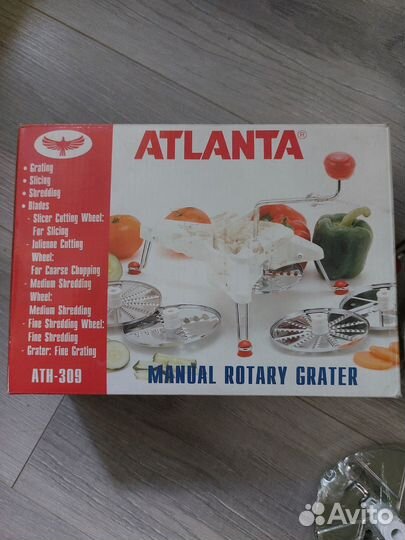 ATLANTA®
• Grating
• Slicing
• Shredding
• Blades
- Slicer Cutting Wheel:
For Slicing
- Julienne Cutting
Wheel:
For Coarse Chopping
- Medium Shredding
Wheel:
Medium Shredding
- Fine Shredding Wheel:
Fine Shredding
- Grater: Fine Grating
ATH-309
MANUAL ROTARY GRATER
Avito